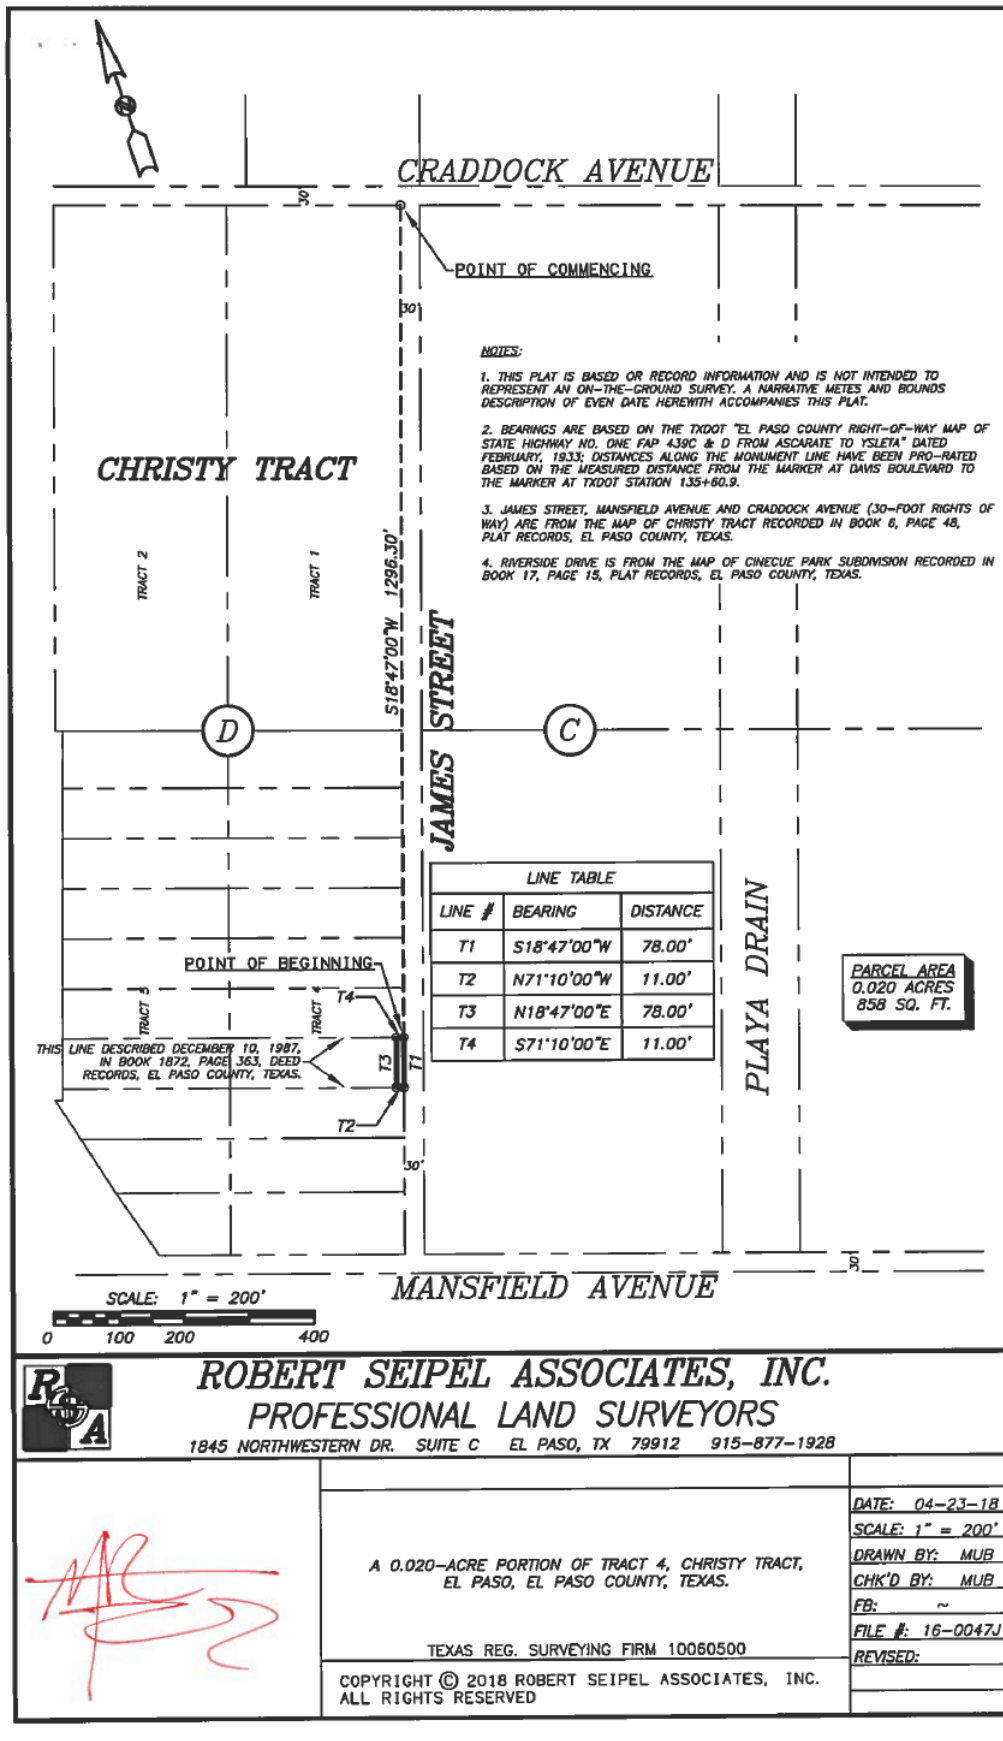 CRADDOCK AVENUE
30'
POINT OF COMMENCING
30'
NOTES:
1. THIS PLAT IS BASED OR RECORD INFORMATION AND IS NOT INTENDED TO
REPRESENT AN ON-THE-GROUND SURVEY. A NARRATIVE METES AND BOUNDS
DESCRIPTION OF EVEN DATE HEREWITH ACCOMPANIES THIS PLAT.
2. BEARINGS ARE BASED ON THE TXDOT "EL PASO COUNTY RIGHT-OF-WAY MAP OF
STATE HIGHWAY NO. ONE FAP 439C & D FROM ASCARATE TO YSLETA" DATED
FEBRUARY, 1933; DISTANCES ALONG THE MONUMENT LINE HAVE BEEN PRO-RATED
BASED ON THE MEASURED DISTANCE FROM THE MARKER AT DAVIS BOULEVARD TO
THE MARKER AT TXDOT STATION 135+60.9.
3. JAMES STREET, MANSFIELD AVENUE AND CRADDOCK AVENUE (30-FOOT RIGHTS OF
WAY) ARE FROM THE MAP OF CHRISTY TRACT RECORDED IN BOOK 6, PAGE 48,
PLAT RECORDS, EL PASO COUNTY, TEXAS.
4. RIVERSIDE DRIVE IS FROM THE MAP OF CINECUE PARK SUBDIVISION RECORDED IN
BOOK 17, PAGE 15, PLAT RECORDS, EL PASO COUNTY, TEXAS.
CHRISTY TRACT
TRACT 2
TRACT 1
S18°47'00"W 1296.30'
JAMES STREET
D
C
LINE TABLE
LINE # BEARING DISTANCE
T1 S18°47'00"W 78.00'
T2 N71°10'00"W 11.00'
T3 N18°47'00"E 78.00'
T4 S71°10'00"E 11.00'
PLAYA DRAIN
PARCEL AREA
0.020 ACRES
858 SQ. FT.
POINT OF BEGINNING
TRACT 5
TRACT 4
T4
T3
T1
THIS LINE DESCRIBED DECEMBER 10, 1987,
IN BOOK 1872, PAGE 363, DEED
RECORDS, EL PASO COUNTY, TEXAS.
T2
30'
30'
MANSFIELD AVENUE
SCALE: 1" = 200'
0 100 200 400
RSA
ROBERT SEIPEL ASSOCIATES, INC.
PROFESSIONAL LAND SURVEYORS
1845 NORTHWESTERN DR. SUITE C EL PASO, TX 79912 915-877-1928
A 0.020-ACRE PORTION OF TRACT 4, CHRISTY TRACT,
EL PASO, EL PASO COUNTY, TEXAS.
TEXAS REG. SURVEYING FIRM 10060500
COPYRIGHT © 2018 ROBERT SEIPEL ASSOCIATES, INC.
ALL RIGHTS RESERVED
DATE: 04-23-18
SCALE: 1" = 200'
DRAWN BY: MUB
CHK'D BY: MUB
FB: ~
FILE #: 16-0047J
REVISED: